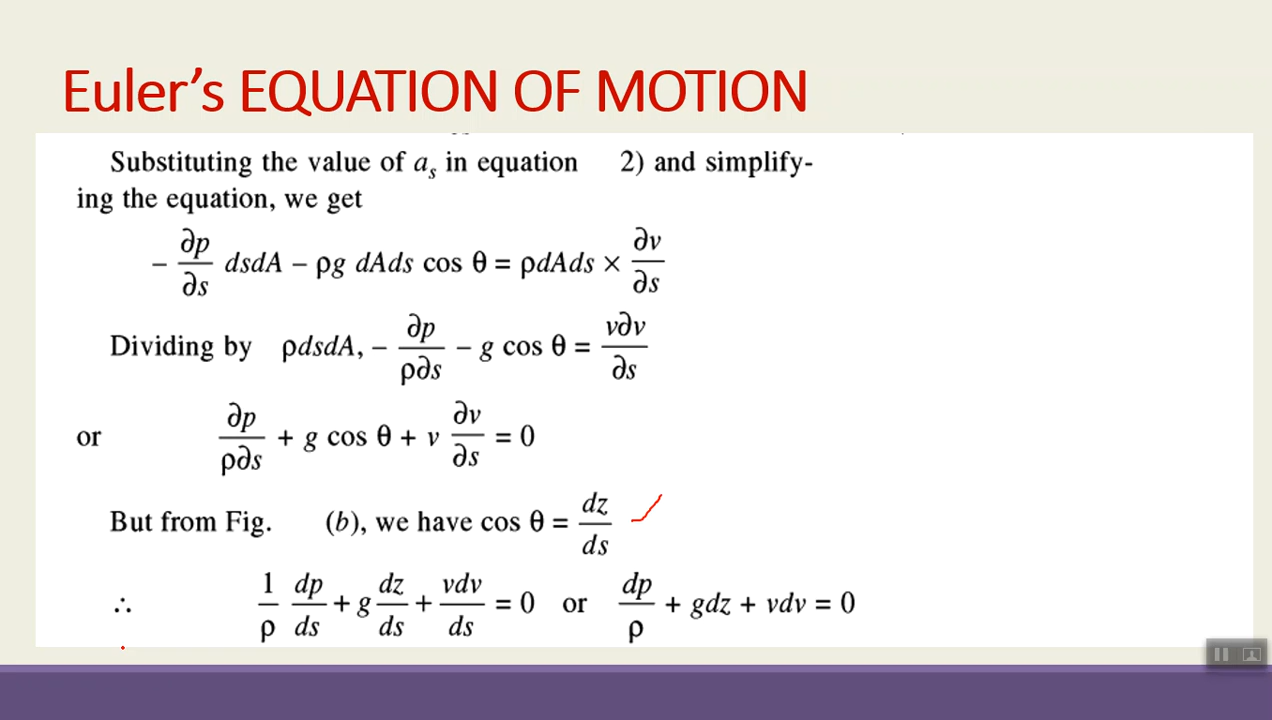 Euler's EQUATION OF MOTION
Substituting the value of aₛ in equation 2) and simplify-
ing the equation, we get
− ∂p/∂s dsdA − ρg dAds cos θ = ρdAds × ∂v/∂s
Dividing by ρdsdA, − ∂p/ρ∂s − g cos θ = v∂v/∂s
or ∂p/ρ∂s + g cos θ + v ∂v/∂s = 0
But from Fig. (b), we have cos θ = dz/ds
∴ 1/ρ dp/ds + g dz/ds + vdv/ds = 0 or dp/ρ + gdz + vdv = 0